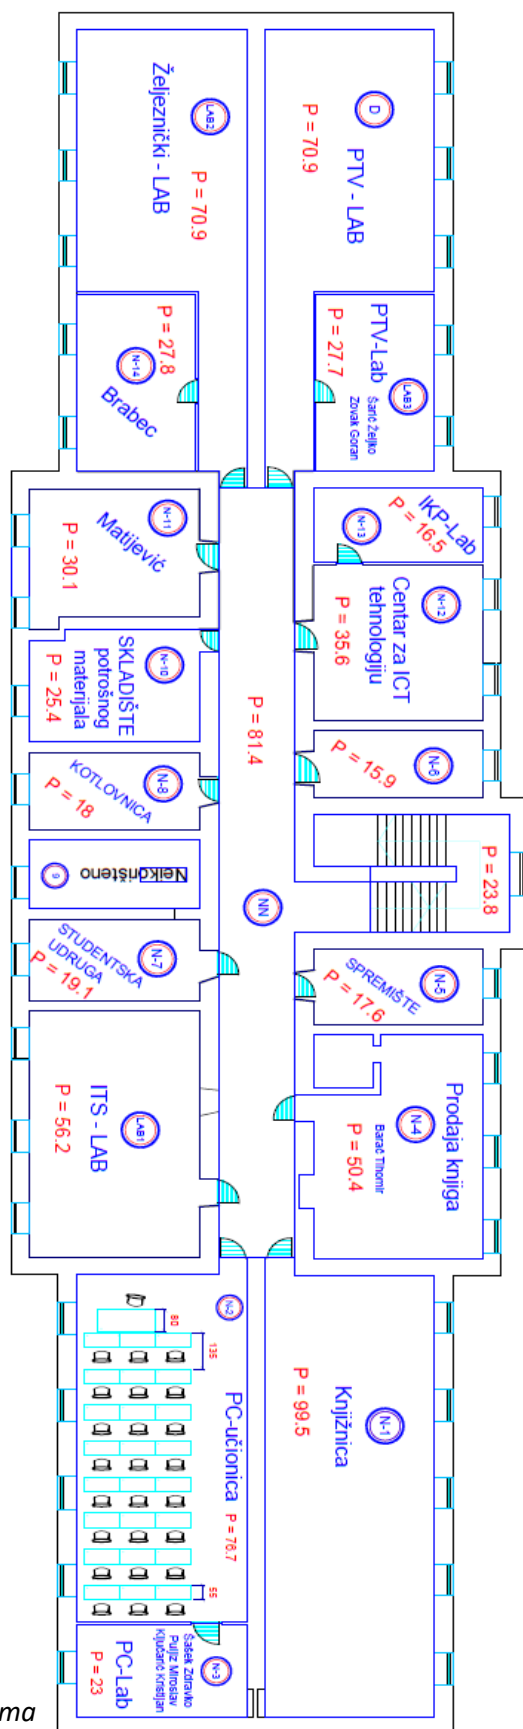 LAB2
Željeznički - LAB
P = 70.9
D
PTV - LAB
P = 70.9
P = 27.8
N-14
Brabec
PTV-Lab
P = 27.7
LAB3
Šarić Željko
Zovak Goran
N-11
Matijević
P = 30.1
IKP-Lab
P = 16.5
N-13
N-12
Centar za ICT
tehnologiju
P = 35.6
N-10
SKLADIŠTE
potrošnog
materijala
P = 25.4
P = 81.4
N-6
P = 15.9
N-8
KOTLOVNICA
P = 18
9
Neikorišteno
P = 23.8
NN
N-7
STUDENTSKA
UDRUGA
P = 19.1
N-5
SPREMIŠTE
P = 17.6
LAB1
ITS - LAB
P = 56.2
Prodaja knjiga
N-4
Barać Tihomir
P = 50.4
N-2
80
135
PC-učionica
P = 76.7
55
N-1
Knjižnica
P = 99.5
N-3
Šašek Zdravko
Puljiz Miroslav
Ključarić Kristijan
PC-Lab
P = 23
ma